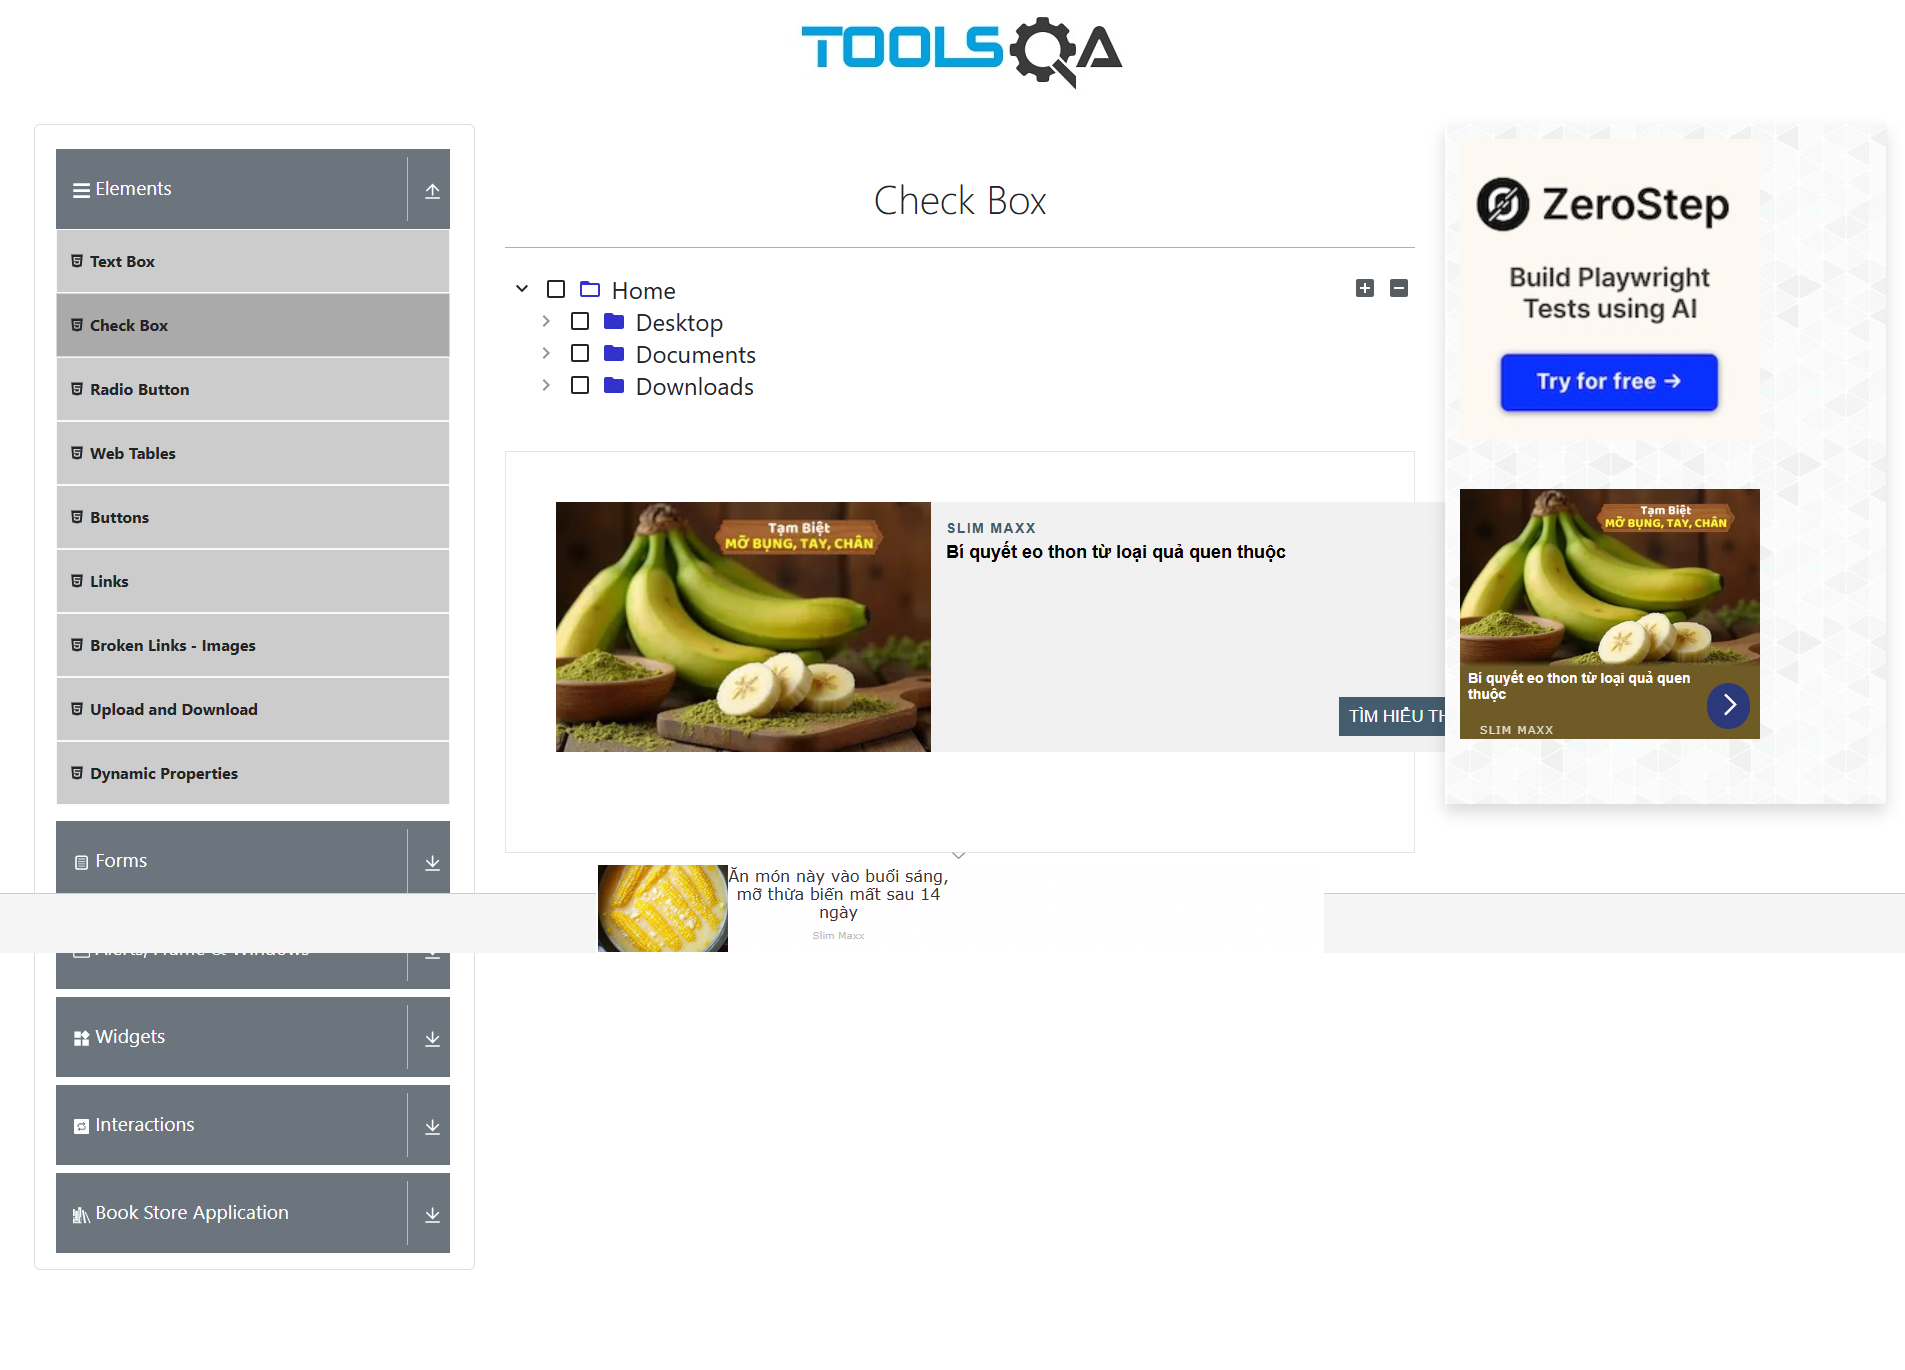 TOOLSQA
Elements
Text Box
Check Box
Radio Button
Web Tables
Buttons
Links
Broken Links - Images
Upload and Download
Dynamic Properties
Forms
Alerts, Frame & Windows
Widgets
Interactions
Book Store Application
Check Box
Home
Desktop
Documents
Downloads
Tạm Biệt
MỠ BỤNG, TAY, CHÂN
SLIM MAXX
Bí quyết eo thon từ loại quả quen thuộc
TÌM HIỂU TH
Ăn món này vào buổi sáng,
mỡ thừa biến mất sau 14
ngày
Slim Maxx
ZeroStep
Build Playwright
Tests using AI
Try for free →
Tạm Biệt
MỠ BỤNG, TAY, CHÂN
Bí quyết eo thon từ loại quả quen
thuộc
SLIM MAXX